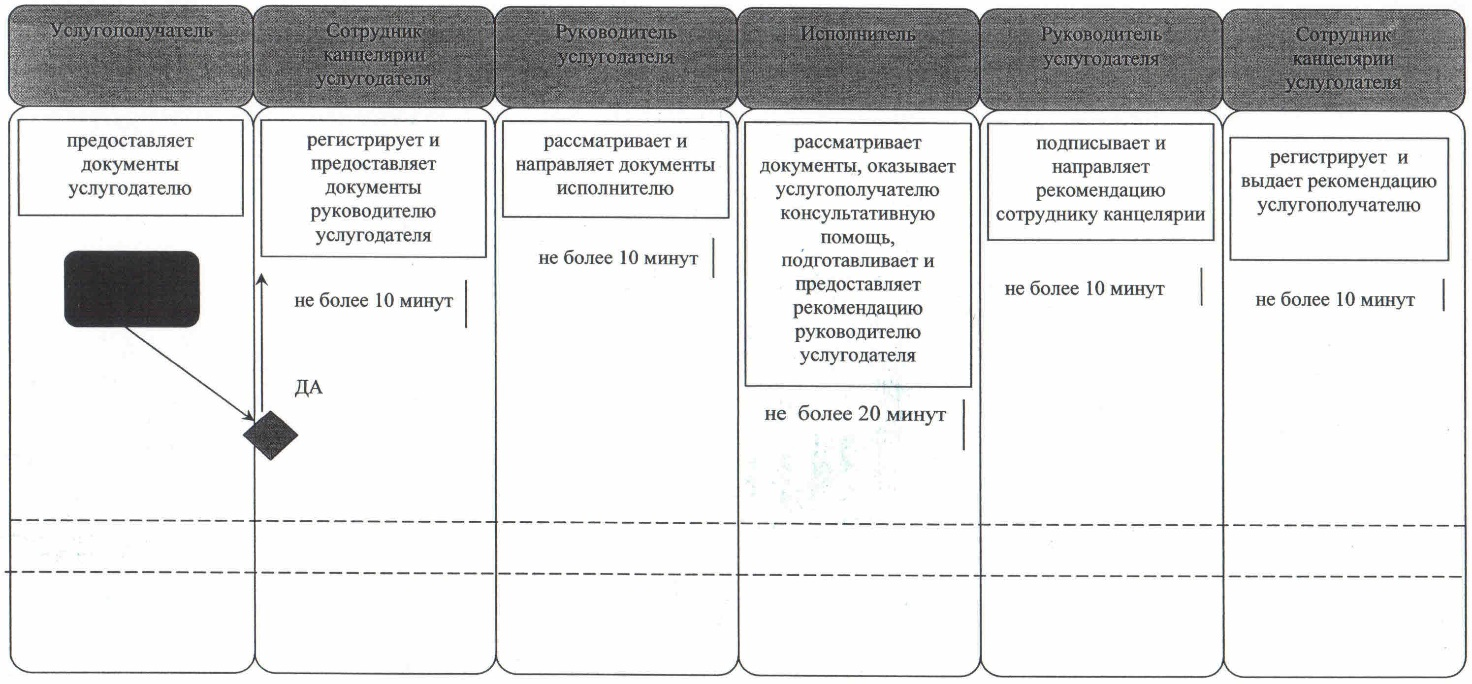 Услугополучатель
Сотрудник
канцелярии
услугодателя
Руководитель
услугодателя
Исполнитель
Руководитель
услугодателя
Сотрудник
канцелярии
услугодателя
предоставляет
документы
услугодателю
регистрирует и
предоставляет
документы
руководителю
услугодателя
не более 10 минут
ДА
рассматривает и
направляет документы
исполнителю
не более 10 минут
рассматривает
документы, оказывает
услугополучателю
консультативную
помощь,
подготавливает и
предоставляет
рекомендацию
руководителю
услугодателя
не более 20 минут
подписывает и
направляет
рекомендацию
сотруднику канцелярии
не более 10 минут
регистрирует и
выдает рекомендацию
услугополучателю
не более 10 минут